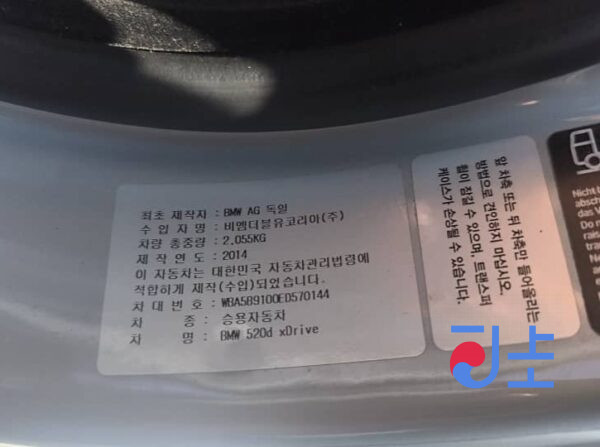 최초 제작자 : BMW AG 독일
수 입 자 명 : 비엠더블유코리아(주)
차량 총중량 : 2,055KG
제 작 연 도 : 2014
이 자동차는 대한민국 자동차관리법령에
적합하게 제작(수입)되었습니다.
차 대 번 호 : WBA5B9100ED570144
차 종 : 승용자동차
차 명 : BMW 520d xDrive
앞 차축 또는 뒤 차축만 들어올리는
방법으로 견인하지 마십시오.
휠이 잠길 수 있으며, 트랜스퍼
케이스가 손상될 수 있습니다.
Nicht
absch
das V
Do n
rais
tran